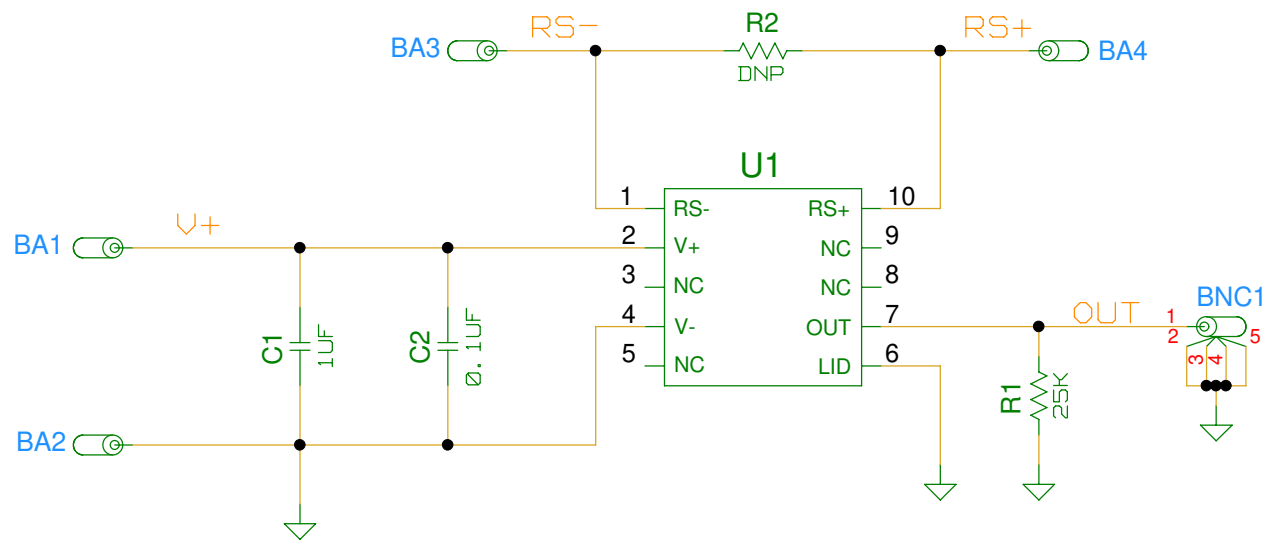 RS- R2 RS+
BA3 BA4
DNP
U1
1 10
RS- RS+
V+ 2 9
BA1 V+ NC
3 8
NC NC BNC1
4 7 OUT 1
V- OUT 2 5
C1 1UF C2 0.1UF 5 6 3 4
NC LID
R1 25K
BA2